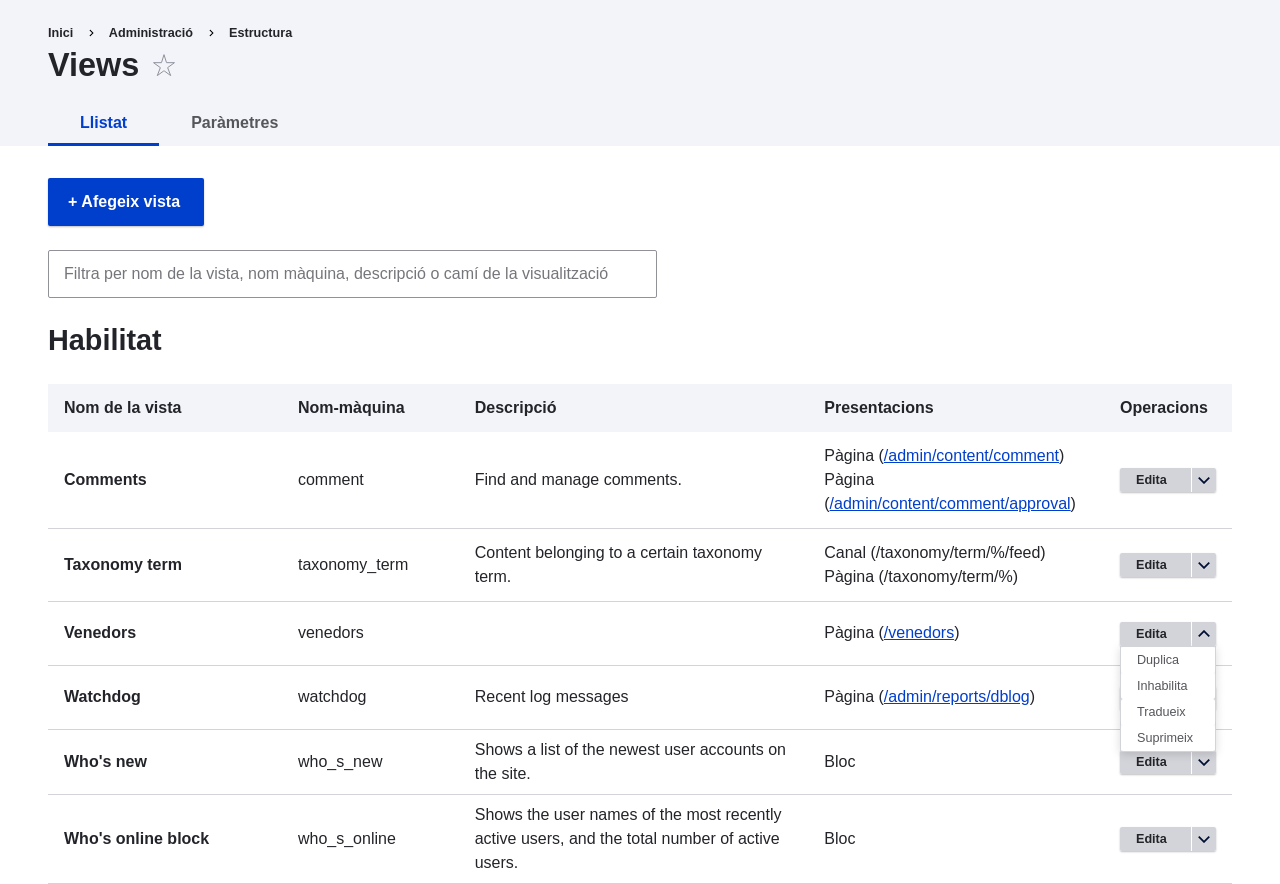 Inici > Administració > Estructura
Views ☆
Llistat Paràmetres
+ Afegeix vista
Filtra per nom de la vista, nom màquina, descripció o camí de la visualització
Habilitat
Nom de la vista Nom-màquina Descripció Presentacions Operacions
Comments comment Find and manage comments. Pàgina (/admin/content/comment)
Pàgina
(/admin/content/comment/approval) Edita
Taxonomy term taxonomy_term Content belonging to a certain taxonomy
term. Canal (/taxonomy/term/%/feed)
Pàgina (/taxonomy/term/%) Edita
Venedors venedors Pàgina (/venedors) Edita
Duplica
Inhabilita
Tradueix
Suprimeix
Watchdog watchdog Recent log messages Pàgina (/admin/reports/dblog)
Who's new who_s_new Shows a list of the newest user accounts on
the site. Bloc Edita
Who's online block who_s_online Shows the user names of the most recently
active users, and the total number of active
users. Bloc Edita